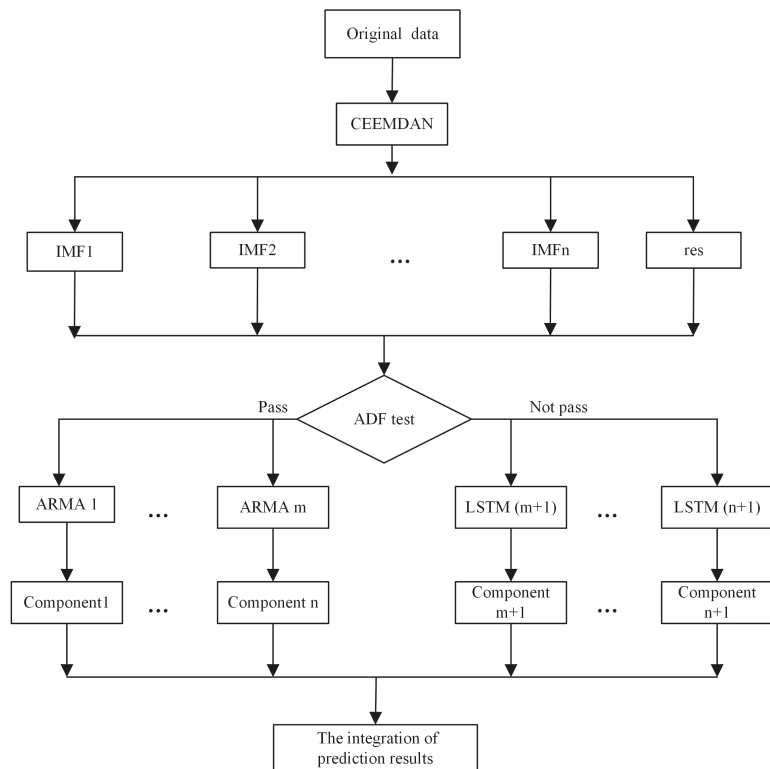 Original data
CEEMDAN
IMF1
IMF2
...
IMFn
res
ADF test
Pass
Not pass
ARMA 1
...
ARMA m
LSTM (m+1)
...
LSTM (n+1)
Component1
...
Component n
Component
m+1
...
Component
n+1
The integration of
prediction results